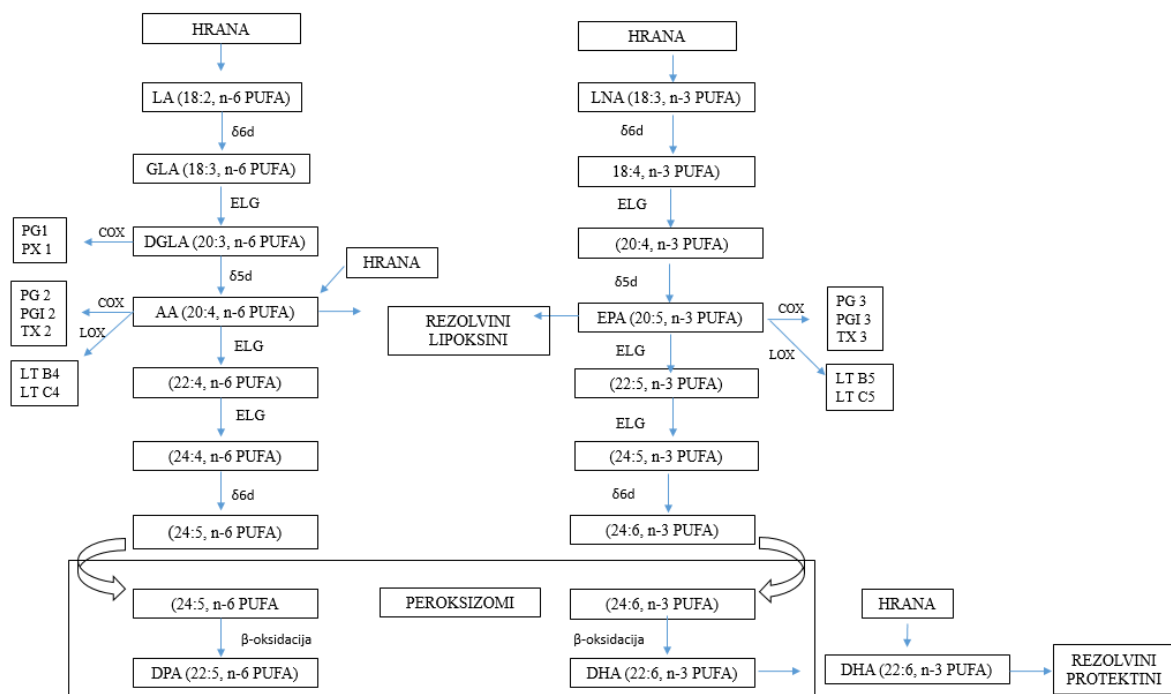 HRANA
LA (18:2, n-6 PUFA)
δ6d
GLA (18:3, n-6 PUFA)
ELG
PG1
PX 1
COX
DGLA (20:3, n-6 PUFA)
δ5d
HRANA
PG 2
PGI 2
TX 2
COX
LOX
AA (20:4, n-6 PUFA)
LT B4
LT C4
ELG
(22:4, n-6 PUFA)
ELG
(24:4, n-6 PUFA)
δ6d
(24:5, n-6 PUFA)
REZOLVINI
LIPOKSINI
HRANA
LNA (18:3, n-3 PUFA)
δ6d
18:4, n-3 PUFA)
ELG
(20:4, n-3 PUFA)
δ5d
EPA (20:5, n-3 PUFA)
COX
LOX
PG 3
PGI 3
TX 3
LT B5
LT C5
ELG
(22:5, n-3 PUFA)
ELG
(24:5, n-3 PUFA)
δ6d
(24:6, n-3 PUFA)
(24:5, n-6 PUFA
β-oksidacija
DPA (22:5, n-6 PUFA)
PEROKSIZOMI
(24:6, n-3 PUFA)
β-oksidacija
DHA (22:6, n-3 PUFA)
HRANA
DHA (22:6, n-3 PUFA)
REZOLVINI
PROTEKTINI